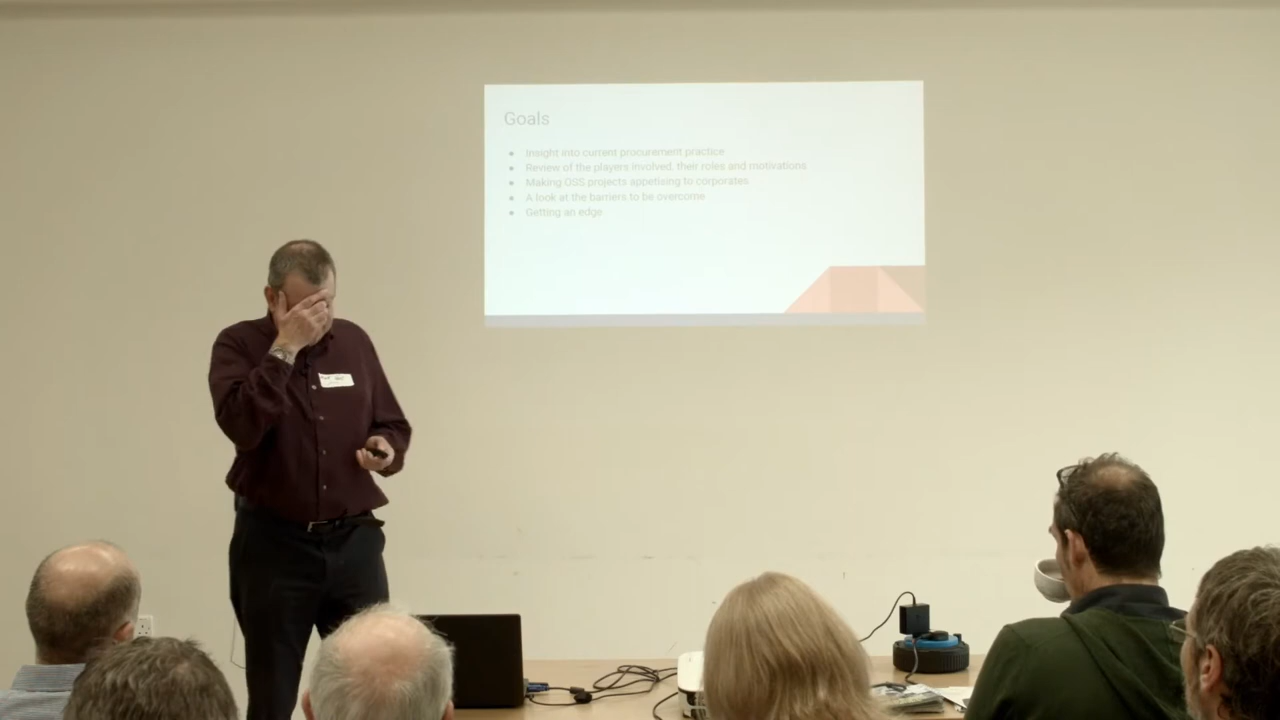 Goals
Insight into current procurement practice
Review of the players involved, their roles and motivations
Making OSS projects appetising to corporates
A look at the barriers to be overcome
Getting an edge